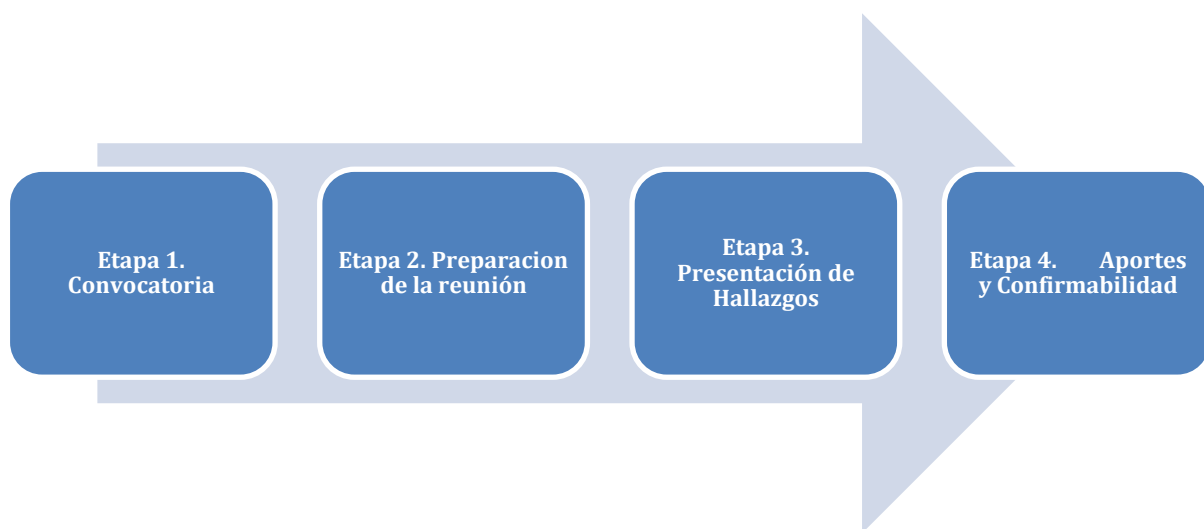 Etapa 1.
Convocatoria
Etapa 2. Preparacion
de la reunión
Etapa 3.
Presentación de
Hallazgos
Etapa 4. Aportes
y Confirmabilidad